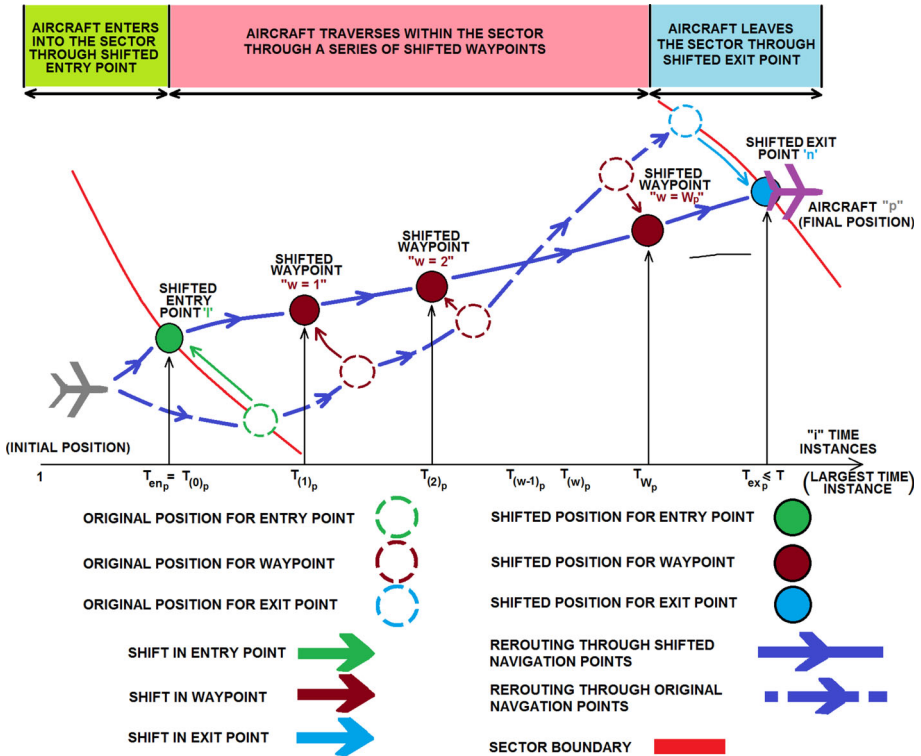 AIRCRAFT ENTERS
INTO THE SECTOR
THROUGH SHIFTED
ENTRY POINT
AIRCRAFT TRAVERSES WITHIN THE SECTOR
THROUGH A SERIES OF SHIFTED WAYPOINTS
AIRCRAFT LEAVES
THE SECTOR THROUGH
SHIFTED EXIT POINT
SHIFTED EXIT
POINT 'n'
SHIFTED
WAYPOINT
"w = Wp"
AIRCRAFT "p"
(FINAL POSITION)
SHIFTED
WAYPOINT
"w = 2"
SHIFTED
WAYPOINT
"w = 1"
SHIFTED
ENTRY
POINT 'l'
(INITIAL POSITION)
"i" TIME
INSTANCES
1
T en p = T (0) p
T (1) p
T (2) p
T (w-1) p
T (w) p
T W p
T ex p ≤ T
(LARGEST TIME)
INSTANCE
ORIGINAL POSITION FOR ENTRY POINT
SHIFTED POSITION FOR ENTRY POINT
ORIGINAL POSITION FOR WAYPOINT
SHIFTED POSITION FOR WAYPOINT
ORIGINAL POSITION FOR EXIT POINT
SHIFTED POSITION FOR EXIT POINT
SHIFT IN ENTRY POINT
REROUTING THROUGH SHIFTED
NAVIGATION POINTS
SHIFT IN WAYPOINT
REROUTING THROUGH ORIGINAL
NAVGATION POINTS
SHIFT IN EXIT POINT
SECTOR BOUNDARY